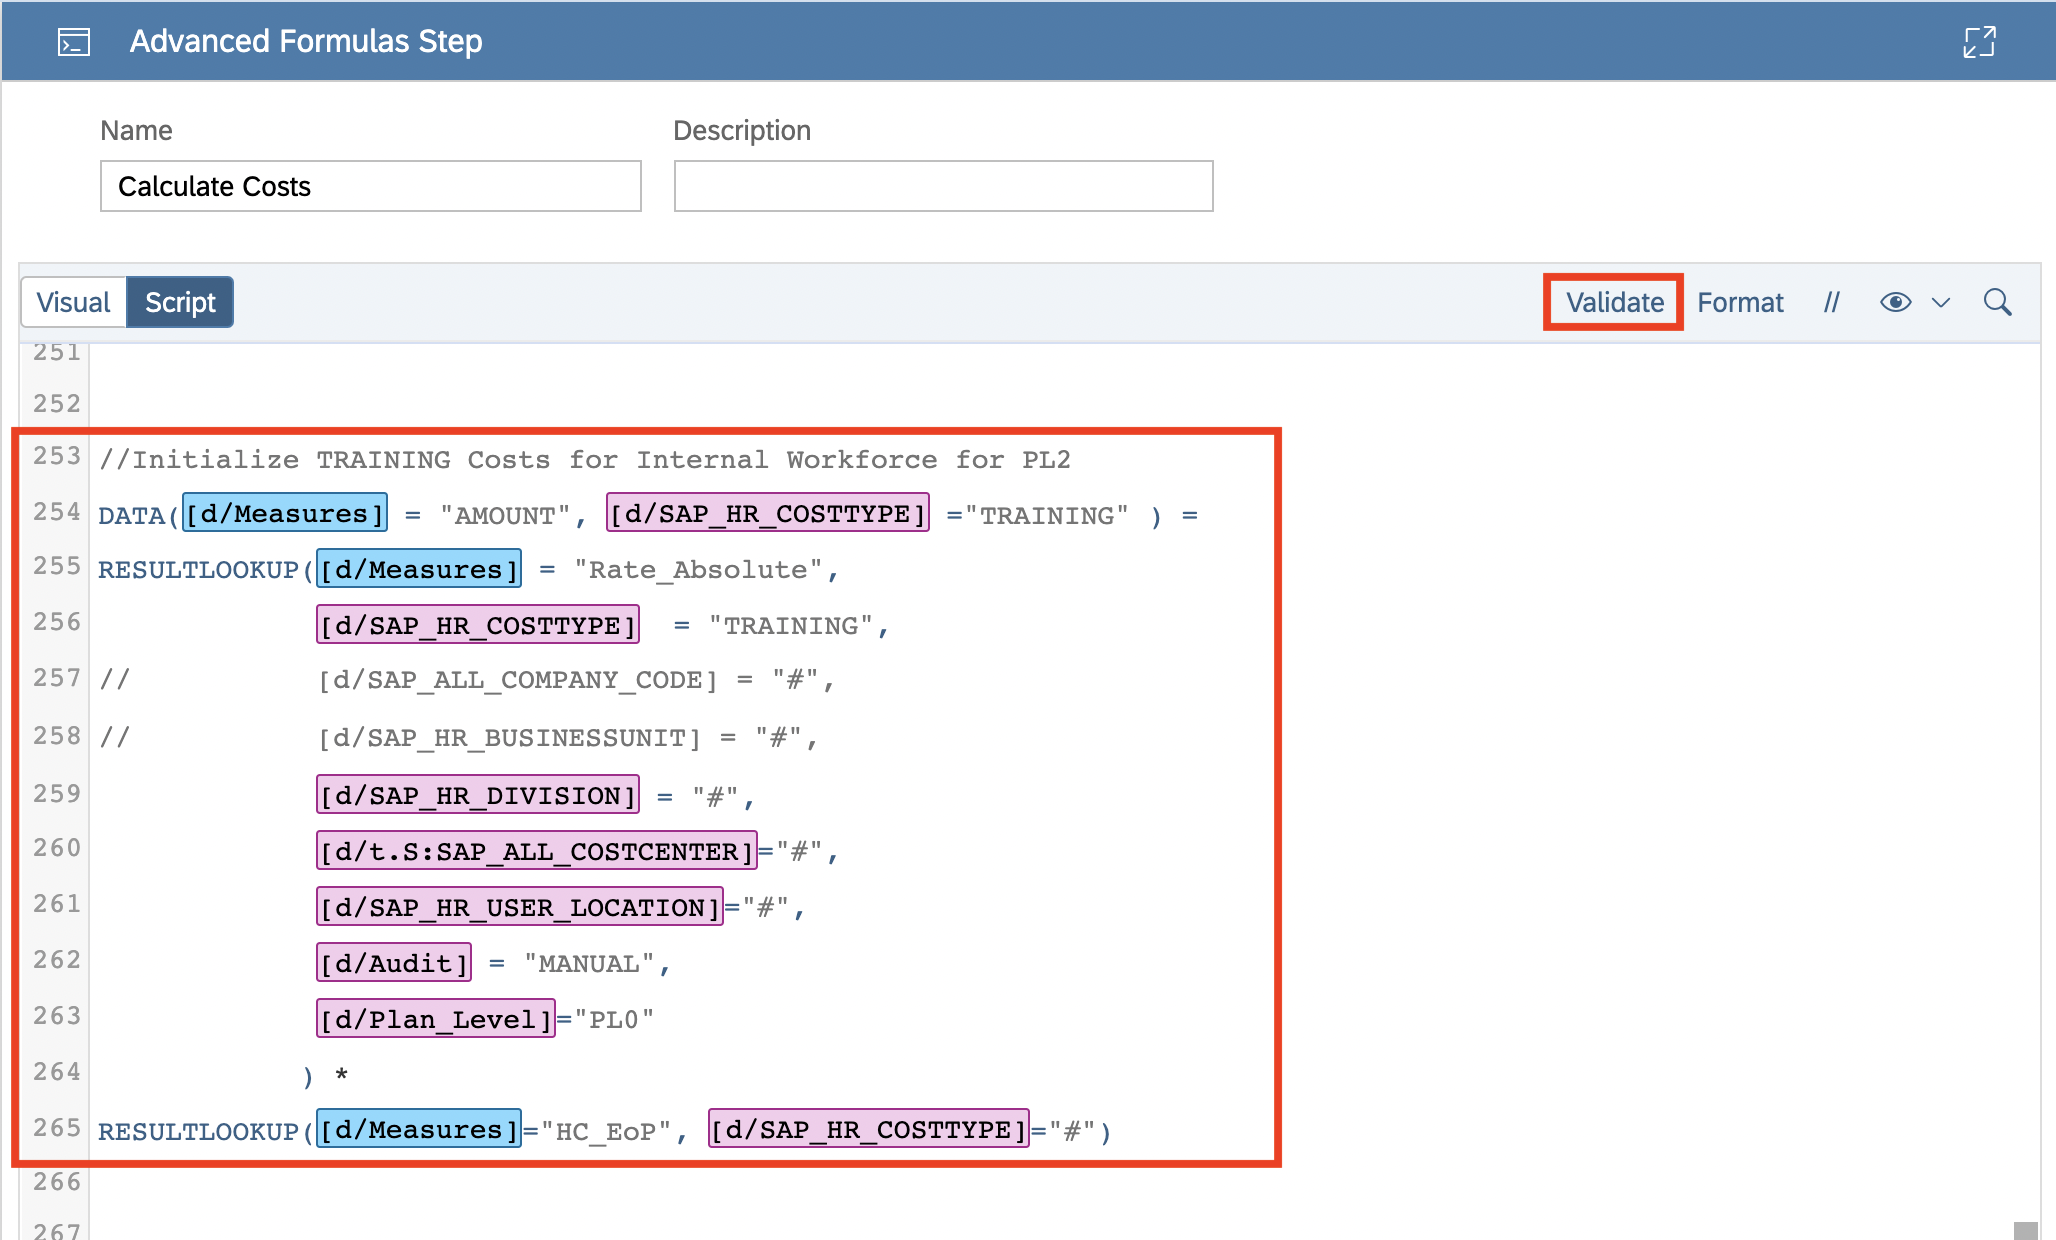 Advanced Formulas Step
Name Description
Calculate Costs
Visual Script Validate Format //
251
252
253 //Initialize TRAINING Costs for Internal Workforce for PL2
254 DATA([d/Measures] = "AMOUNT", [d/SAP_HR_COSTTYPE] ="TRAINING" ) =
255 RESULTLOOKUP([d/Measures] = "Rate_Absolute",
256 [d/SAP_HR_COSTTYPE] = "TRAINING",
257 // [d/SAP_ALL_COMPANY_CODE] = "#",
258 // [d/SAP_HR_BUSINESSUNIT] = "#",
259 [d/SAP_HR_DIVISION] = "#",
260 [d/t.S:SAP_ALL_COSTCENTER]="#",
261 [d/SAP_HR_USER_LOCATION]="#",
262 [d/Audit] = "MANUAL",
263 [d/Plan_Level]="PL0"
264 ) *
265 RESULTLOOKUP([d/Measures]="HC_EoP", [d/SAP_HR_COSTTYPE]="#")
266
267